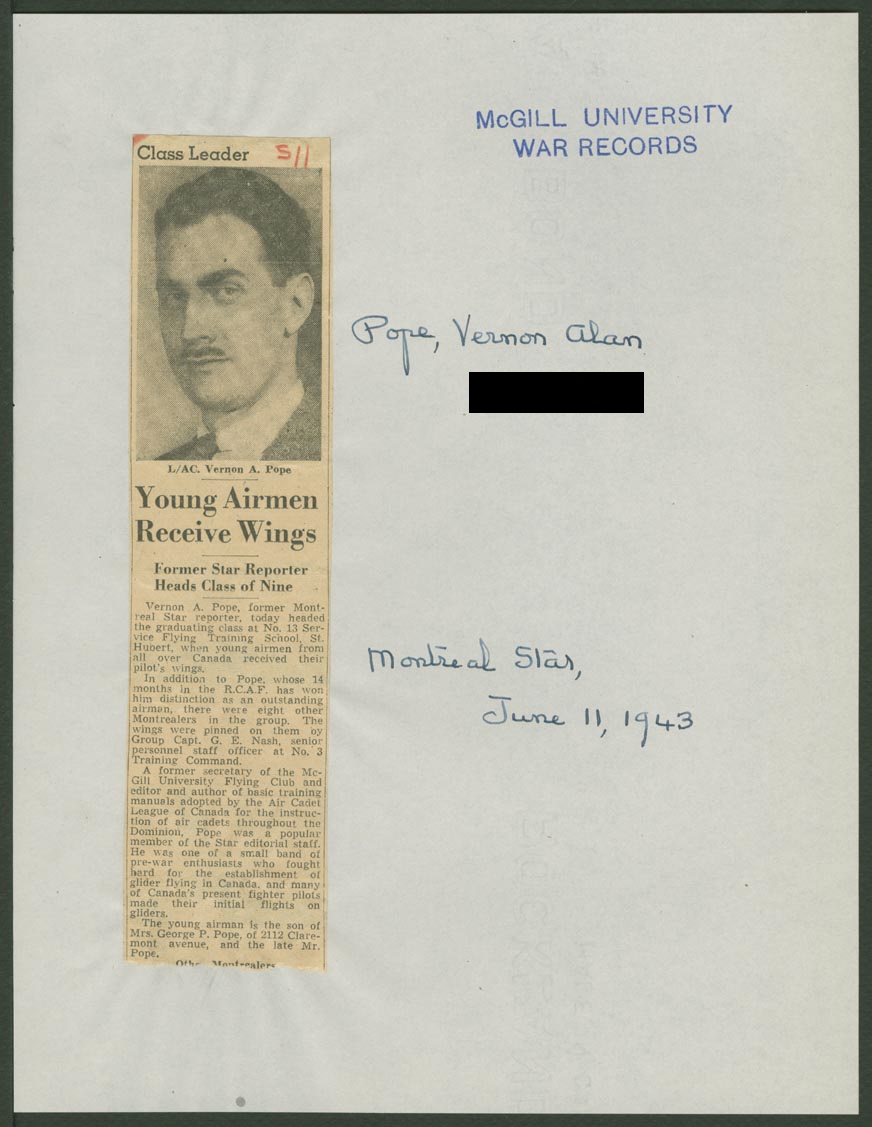 McGILL UNIVERSITY
WAR RECORDS
Class Leader 5/1
L/AC. Vernon A. Pope
Young Airmen
Receive Wings
Former Star Reporter
Heads Class of Nine
Vernon A. Pope, former Mont-
real Star reporter, today headed
the graduating class at No. 13 Ser-
vice Flying Training School, St.
Hubert, when young airmen from
all over Canada received their
pilot's wings.
In addition to Pope, whose 14
months in the R.C.A.F. has won
him distinction as an outstanding
airman, there were eight other
Montrealers in the group. The
wings were pinned on them by
Group Capt. G. E. Nash, senior
personnel staff officer at No. 3
Training Command.
A former secretary of the Mc-
Gill University Flying Club and
editor and author of basic training
manuals adopted by the Air Cadet
League of Canada for the instruc-
tion of air cadets throughout the
Dominion, Pope was a popular
member of the Star editorial staff.
He was one of a small band of
pre-war enthusiasts who fought
hard for the establishment of
glider flying in Canada, and many
of Canada's present fighter pilots
made their initial flights on
gliders.
The young airman is the son of
Mrs. George P. Pope, of 2112 Clare-
mont avenue, and the late Mr.
Pope.
Montrealers
Pope, Vernon Alan
Montreal Star,
June 11, 1943